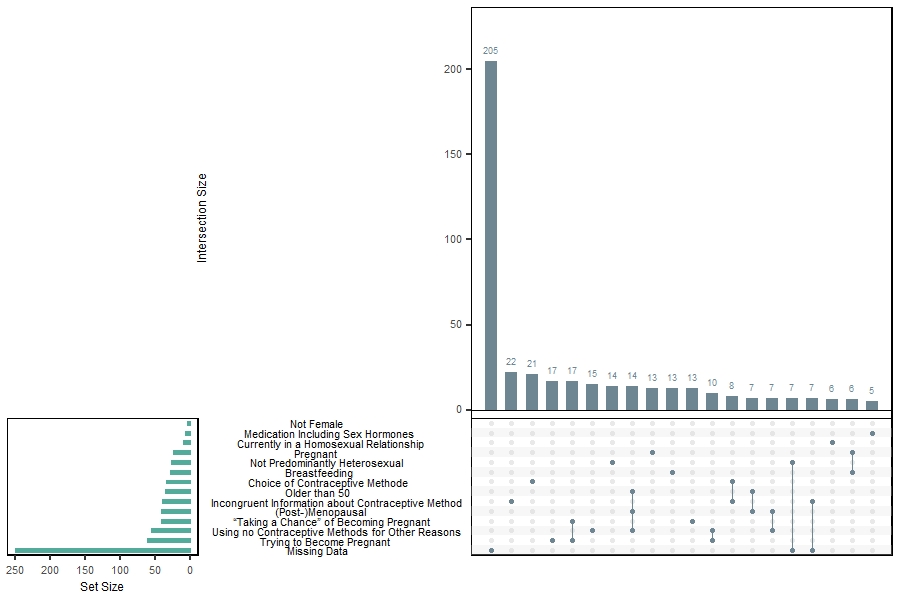 205
200
150
100
50
0
Intersection Size
22
21
17
17
15
14
14
13
13
13
10
8
7
7
7
7
6
6
5
Not Female
Medication Including Sex Hormones
Currently in a Homosexual Relationship
Pregnant
Not Predominantly Heterosexual
Breastfeeding
Choice of Contraceptive Methode
Older than 50
Incongruent Information about Contraceptive Method
(Post-)Menopausal
“Taking a Chance” of Becoming Pregnant
Using no Contraceptive Methods for Other Reasons
Trying to Become Pregnant
Missing Data
250 200 150 100 50 0
Set Size